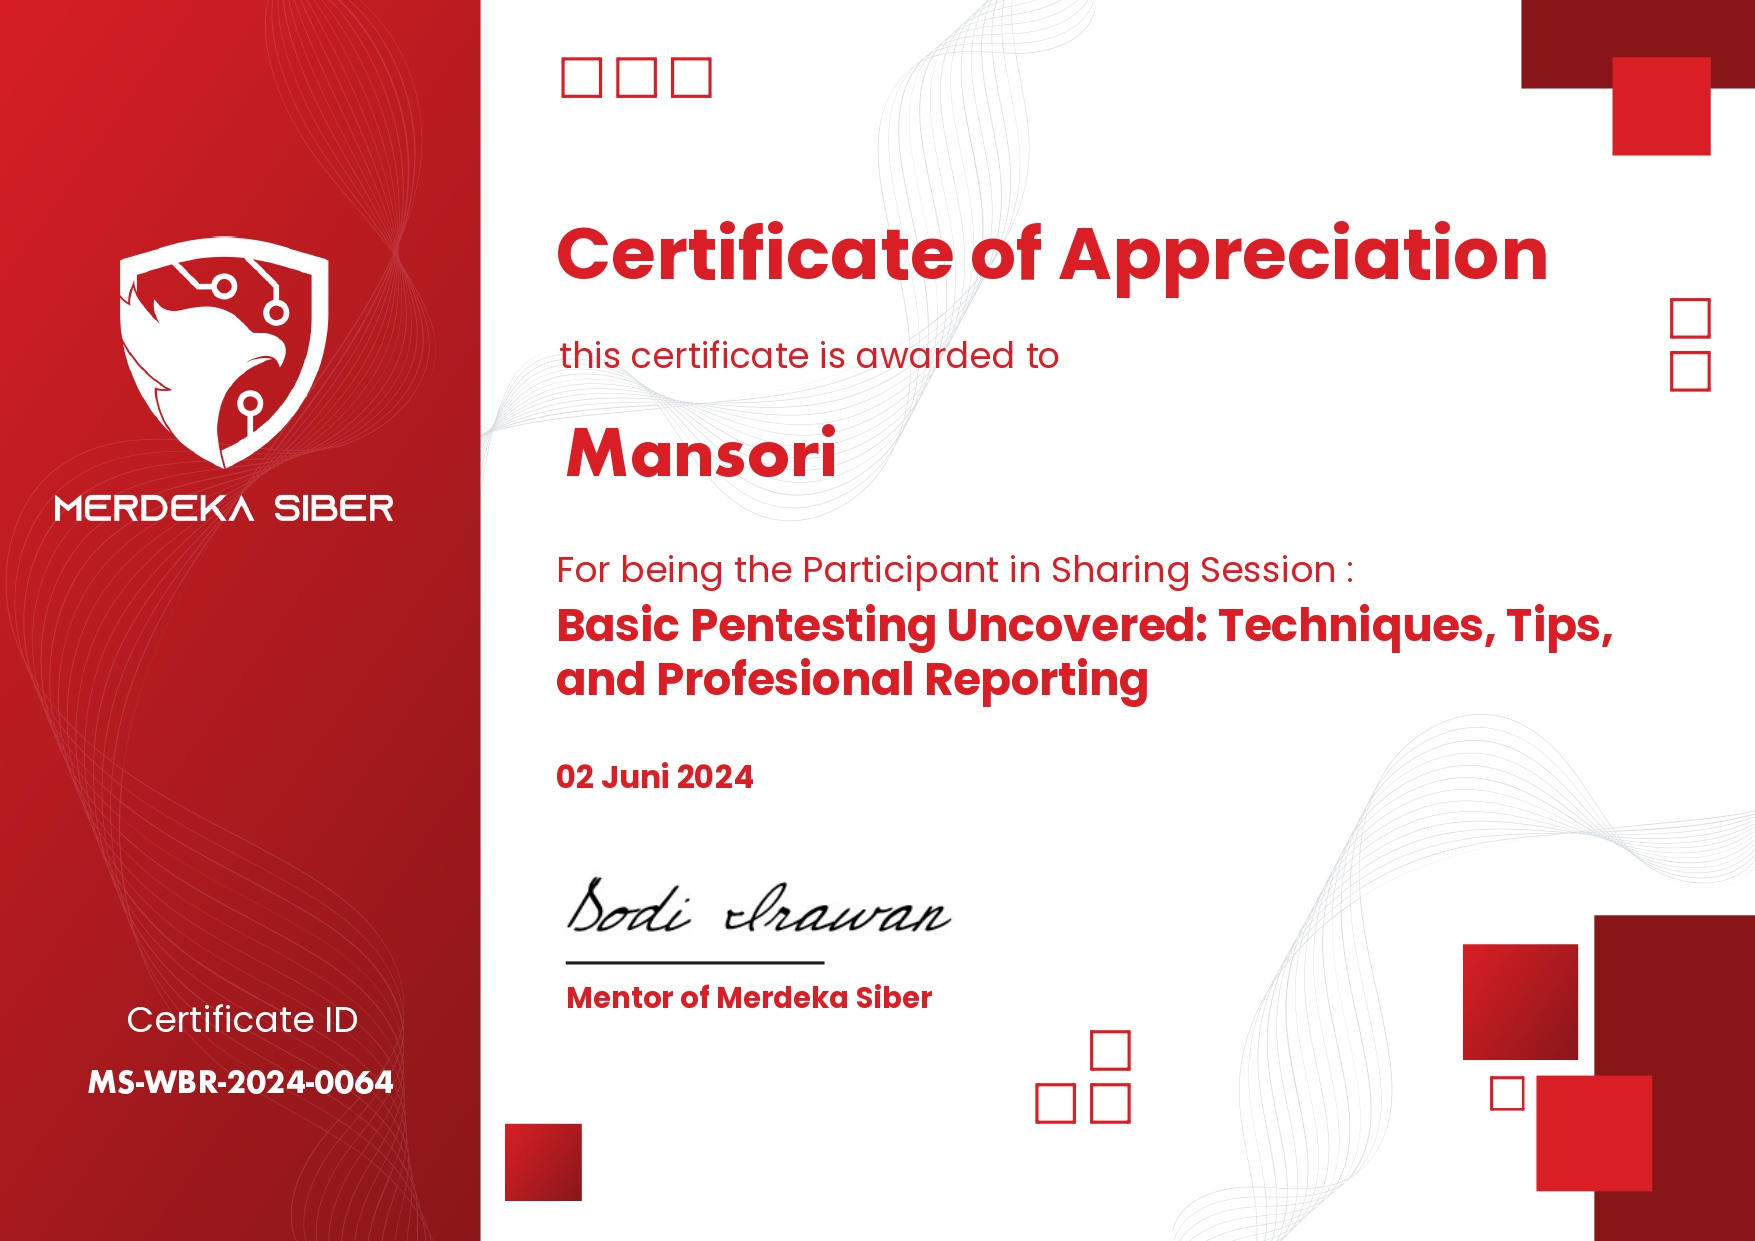 MERDEKA SIBER
Certificate ID
MS-WBR-2024-0064
Certificate of Appreciation
this certificate is awarded to
Mansori
For being the Participant in Sharing Session :
Basic Pentesting Uncovered: Techniques, Tips,
and Profesional Reporting
02 Juni 2024
Dodi Irawan
Mentor of Merdeka Siber